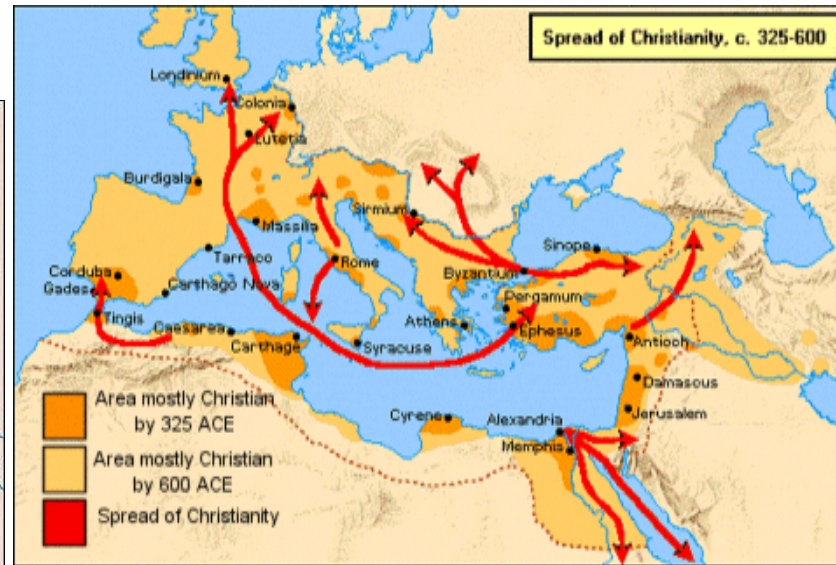 Spread of Christianity, c. 325-600
Londinium
Colonia
Lutetia
Burdigala
Sirmium
Massilia
Sinope
Tarraco
Rome
Byzantium
Corduba
Gades
Carthago Nova
Pergamum
Tingis
Caesarea
Athens
Ephesus
Carthage
Syracuse
Antioch
Damascus
Area mostly Christian
by 325 ACE
Cyrene
Alexandria
Jerusalem
Memphis
Area mostly Christian
by 600 ACE
Spread of Christianity